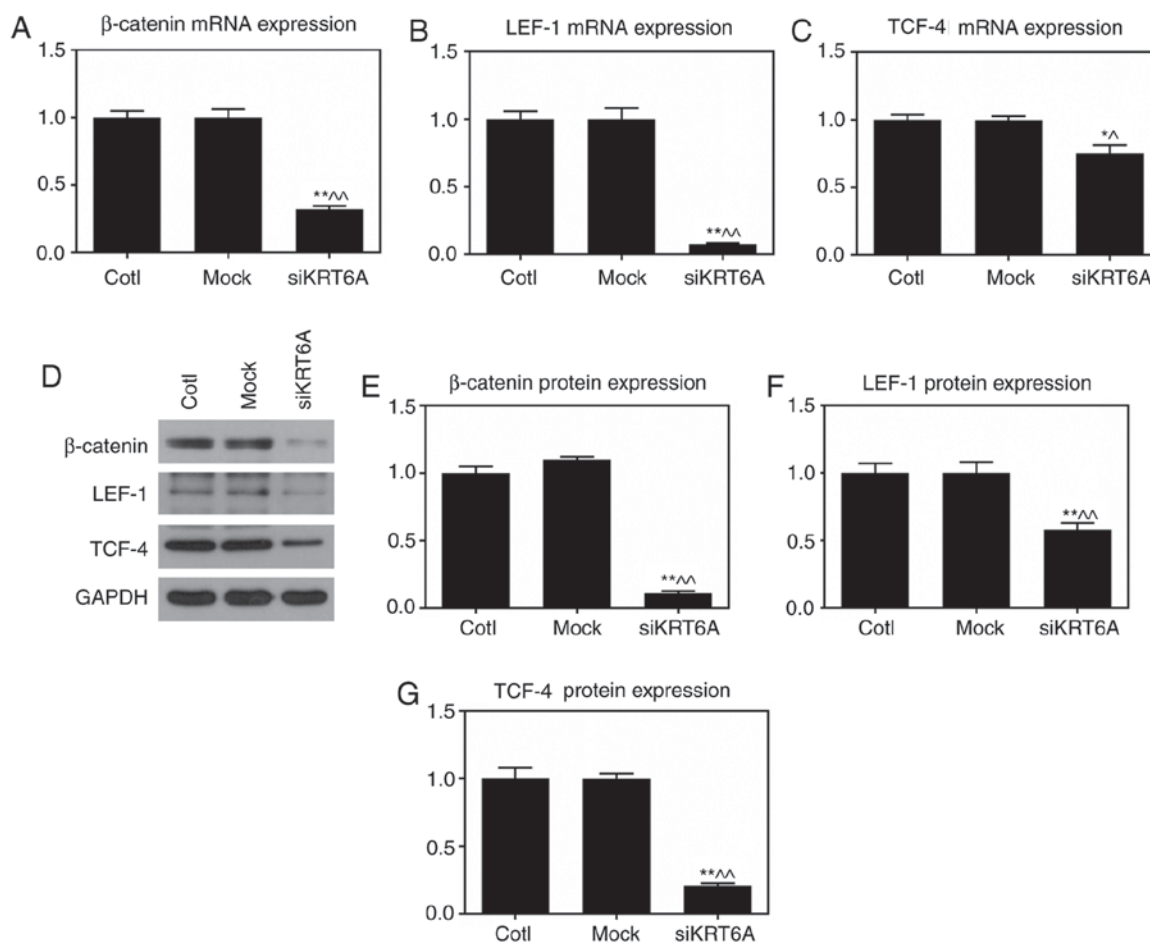 A
β-catenin mRNA expression
1.5
1.0
0.5
0.0
**^^
Cotl Mock siKRT6A
B
LEF-1 mRNA expression
1.5
1.0
0.5
0.0
**^^
Cotl Mock siKRT6A
C
TCF-4 mRNA expression
1.5
1.0
0.5
0.0
*^
Cotl Mock siKRT6A
D
Cotl Mock siKRT6A
β-catenin
LEF-1
TCF-4
GAPDH
E
β-catenin protein expression
1.5
1.0
0.5
0.0
**^^
Cotl Mock siKRT6A
F
LEF-1 protein expression
1.5
1.0
0.5
0.0
**^^
Cotl Mock siKRT6A
G
TCF-4 protein expression
1.5
1.0
0.5
0.0
**^^
Cotl Mock siKRT6A